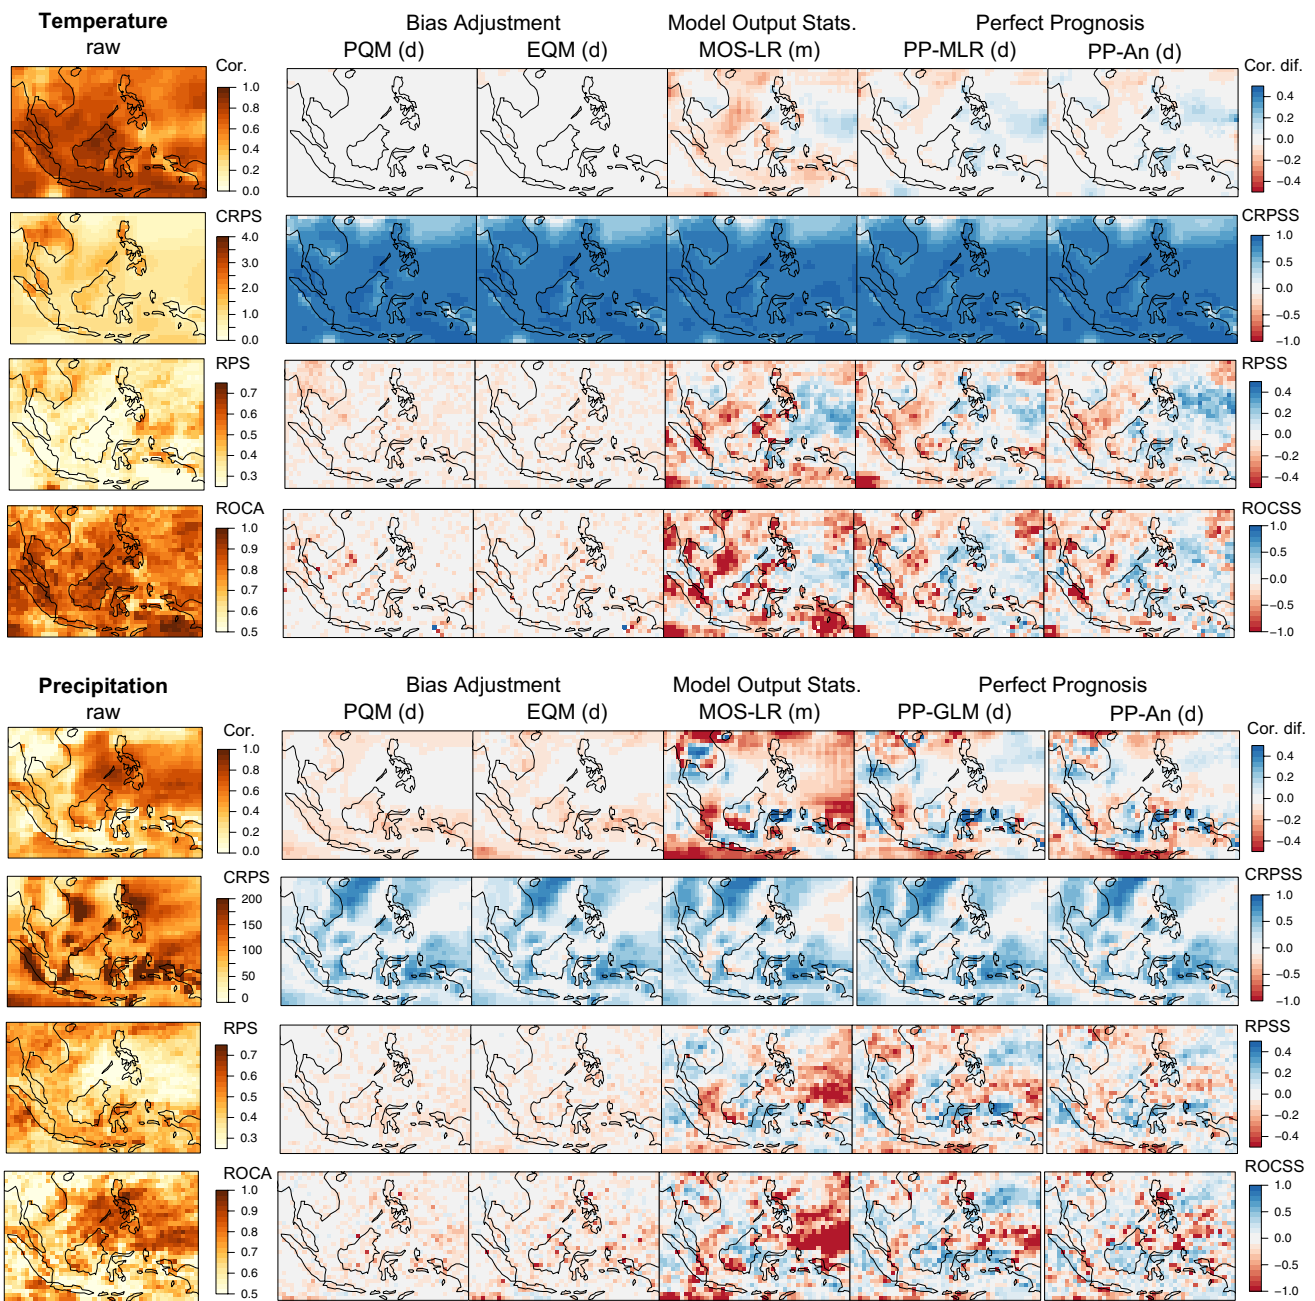 Temperature
raw
Bias Adjustment
Model Output Stats.
Perfect Prognosis
PQM (d)
EQM (d)
MOS-LR (m)
PP-MLR (d)
PP-An (d)
Cor.
1.0
0.8
0.6
0.4
0.2
0.0
Cor. dif.
0.4
0.2
0.0
−0.2
−0.4
CRPS
4.0
3.0
2.0
1.0
0.0
CRPSS
1.0
0.5
0.0
−0.5
−1.0
RPS
0.7
0.6
0.5
0.4
0.3
RPSS
0.4
0.2
0.0
−0.2
−0.4
ROCA
1.0
0.9
0.8
0.7
0.6
0.5
ROCSS
1.0
0.5
0.0
−0.5
−1.0
Precipitation
raw
Bias Adjustment
Model Output Stats.
Perfect Prognosis
PQM (d)
EQM (d)
MOS-LR (m)
PP-GLM (d)
PP-An (d)
Cor.
1.0
0.8
0.6
0.4
0.2
0.0
Cor. dif.
0.4
0.2
0.0
−0.2
−0.4
CRPS
200
150
100
50
0
CRPSS
1.0
0.5
0.0
−0.5
−1.0
RPS
0.7
0.6
0.5
0.4
0.3
RPSS
0.4
0.2
0.0
−0.2
−0.4
ROCA
1.0
0.9
0.8
0.7
0.6
0.5
ROCSS
1.0
0.5
0.0
−0.5
−1.0